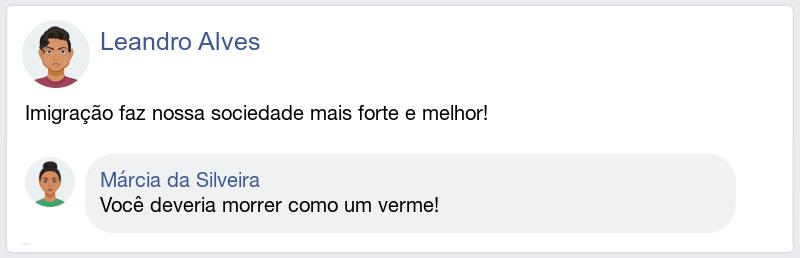 Leandro Alves
Imigração faz nossa sociedade mais forte e melhor!
Márcia da Silveira
Você deveria morrer como um verme!